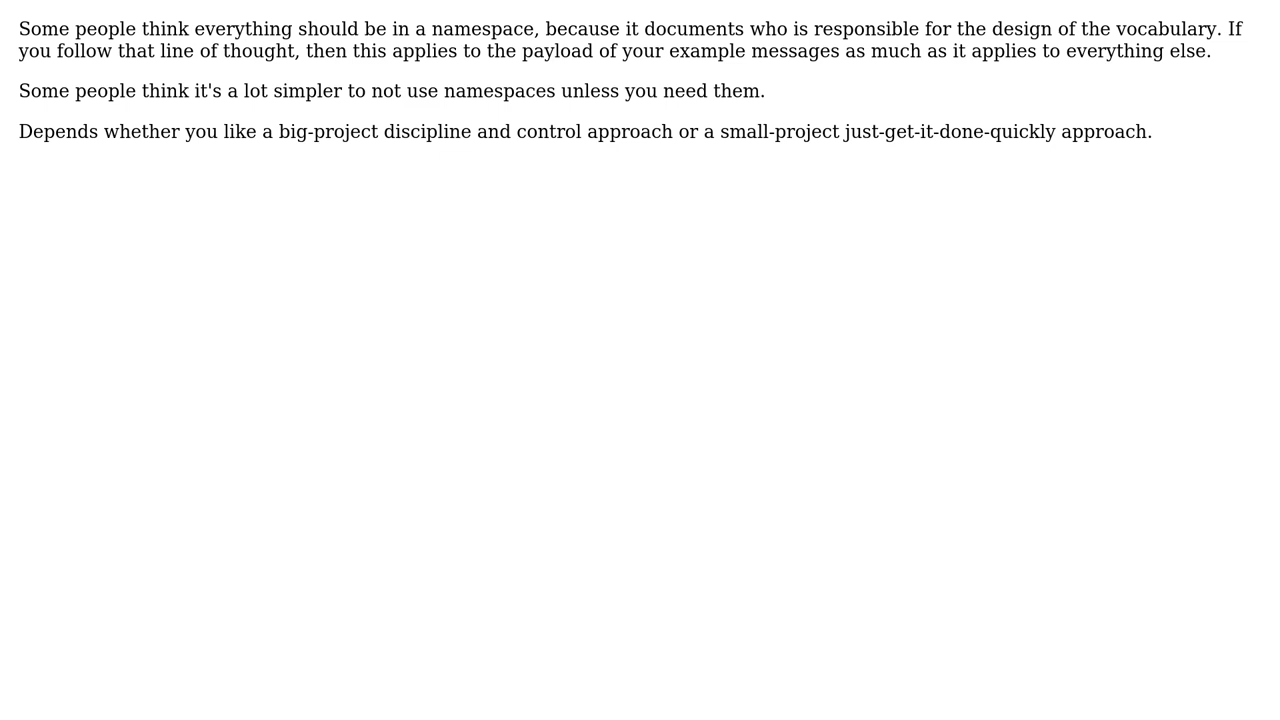 Some people think everything should be in a namespace, because it documents who is responsible for the design of the vocabulary. If
you follow that line of thought, then this applies to the payload of your example messages as much as it applies to everything else.
Some people think it's a lot simpler to not use namespaces unless you need them.
Depends whether you like a big-project discipline and control approach or a small-project just-get-it-done-quickly approach.